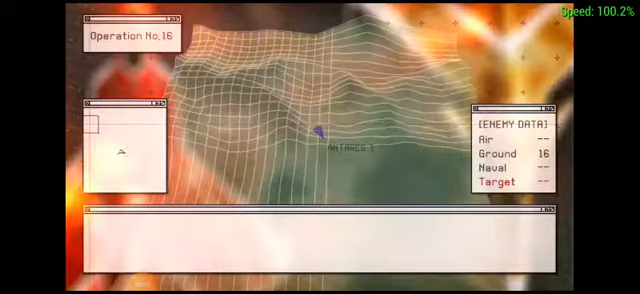 Speed: 100.2%
Operation No.16
ANTARES 1
[ENEMY DATA]
Air --
Ground 16
Naval --
Target --